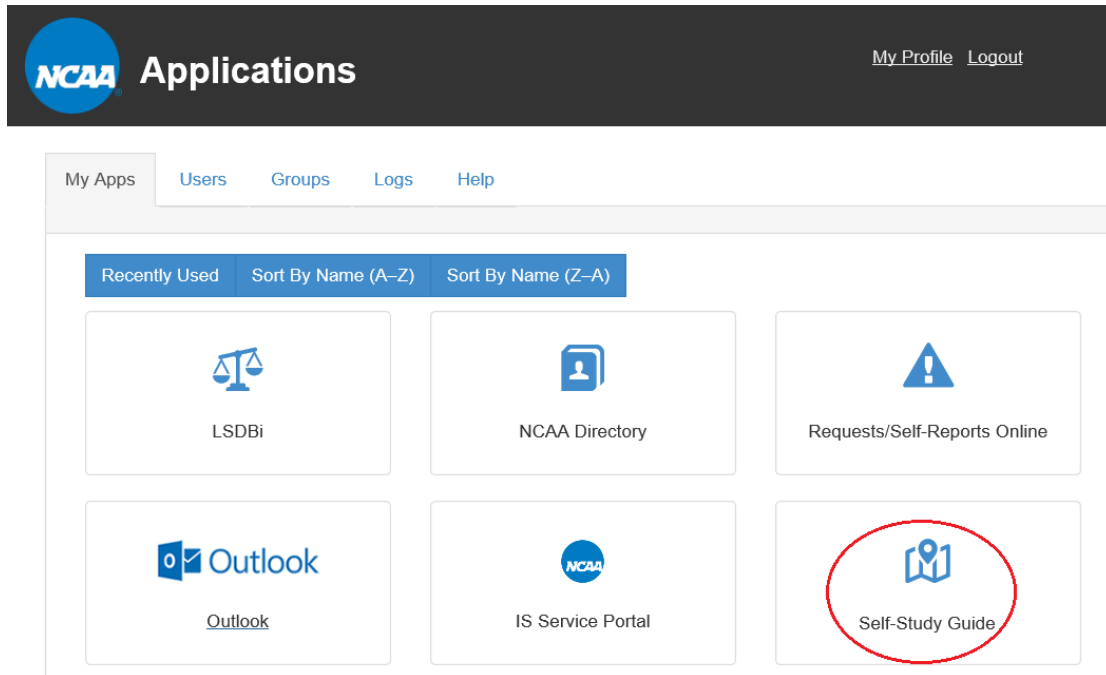 NCAA Applications
My Profile Logout
My Apps Users Groups Logs Help
Recently Used Sort By Name (A–Z) Sort By Name (Z–A)
LSDBi
NCAA Directory
Requests/Self-Reports Online
Outlook
Outlook
NCAA
IS Service Portal
Self-Study Guide